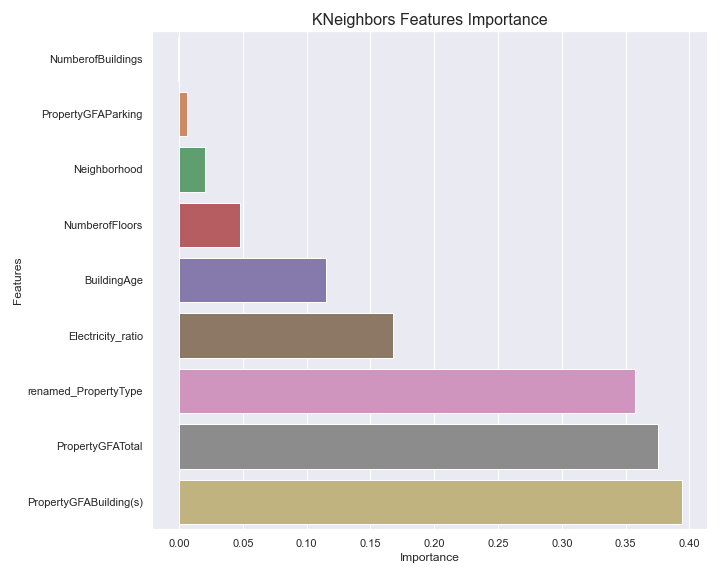 KNeighbors Features Importance
NumberofBuildings
PropertyGFAParking
Neighborhood
NumberofFloors
BuildingAge
Electricity_ratio
renamed_PropertyType
PropertyGFATotal
PropertyGFABuilding(s)
Features
0.00 0.05 0.10 0.15 0.20 0.25 0.30 0.35 0.40
Importance